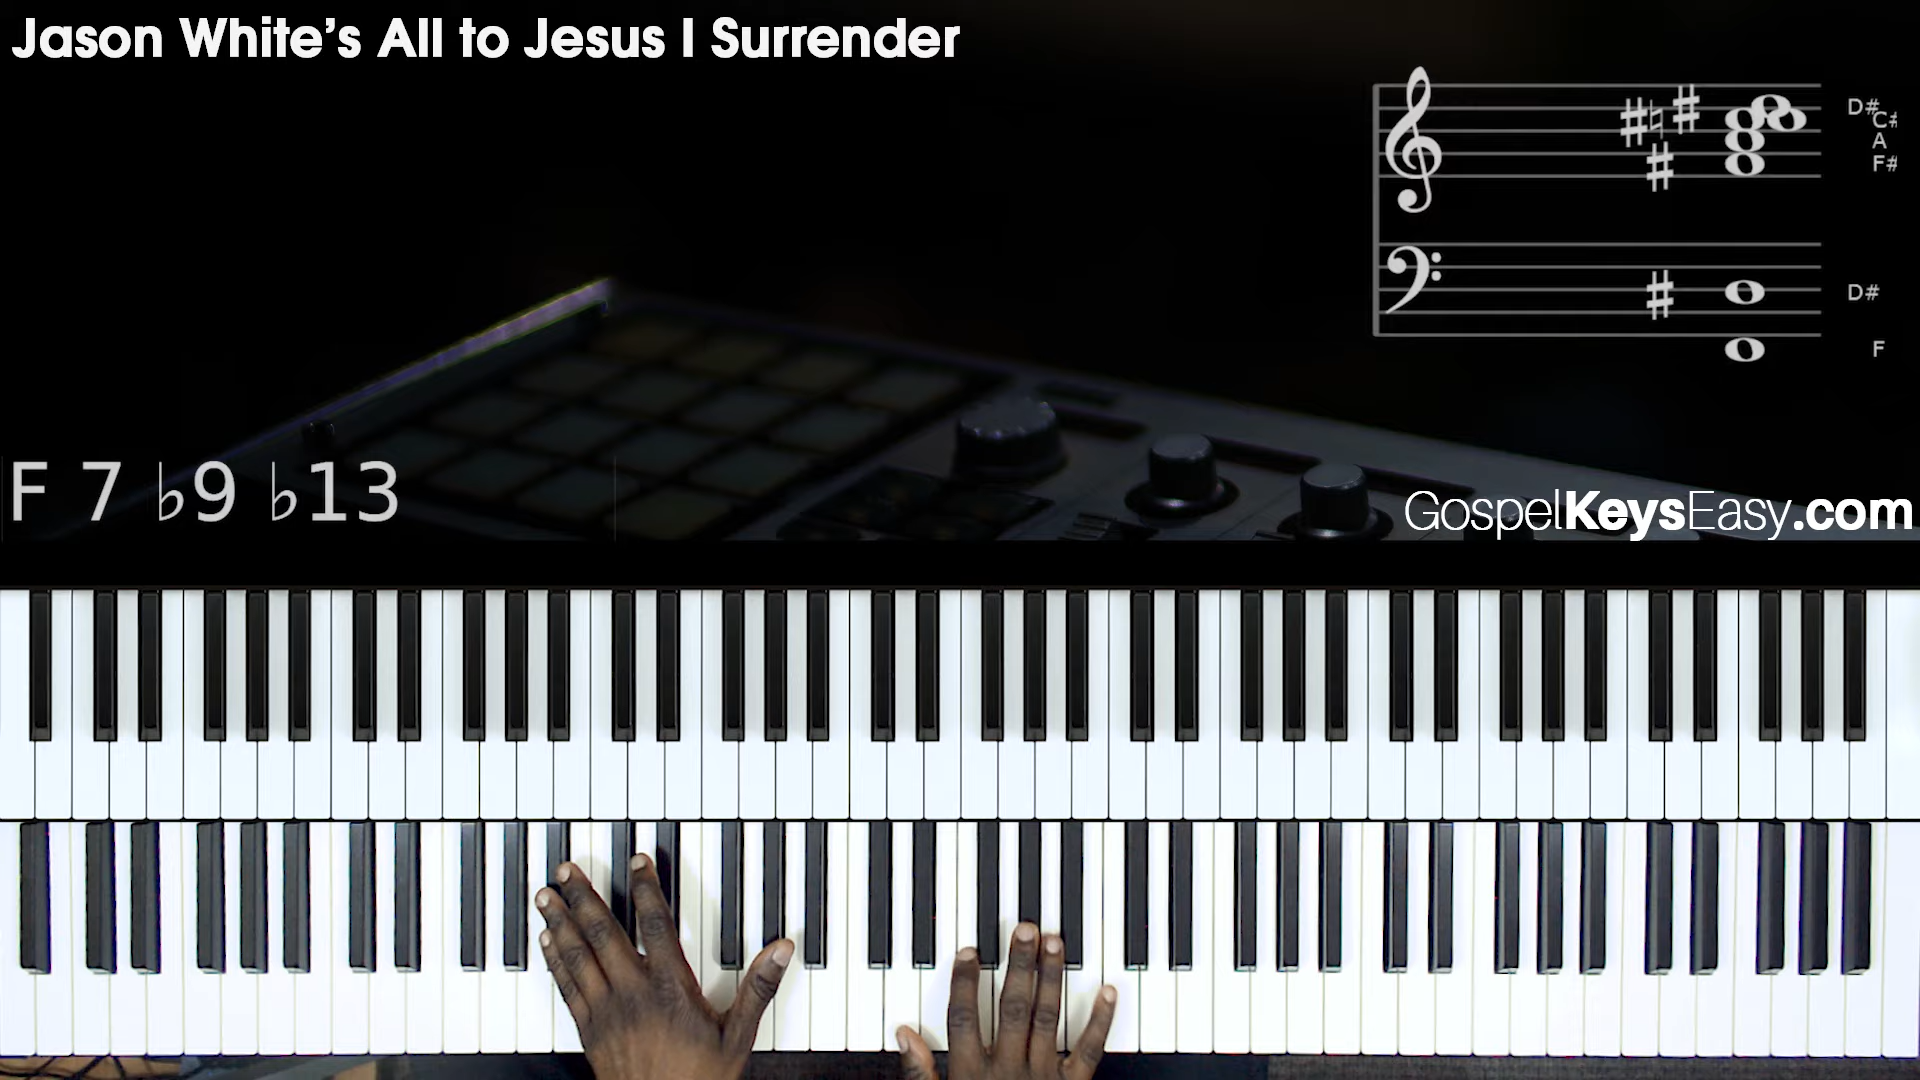 Jason White's All to Jesus I Surrender
D#
C#
A
F#
D#
F
F 7 ♭9 ♭13
GospelKeysEasy.com